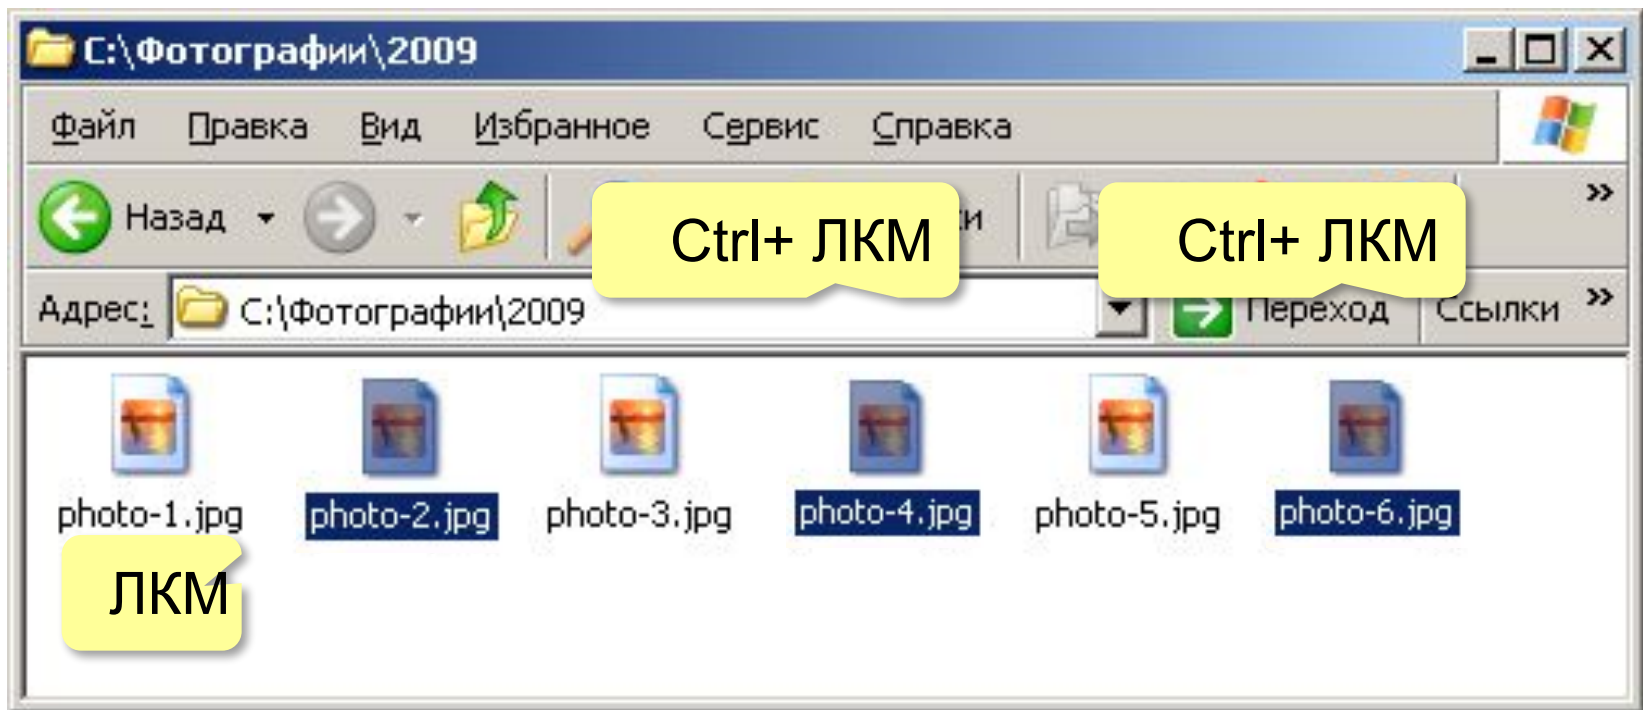 C:\Фотографии\2009
Файл Правка Вид Избранное Сервис Справка
Назад Ctrl+ ЛКМ Ctrl+ ЛКМ »
Адрес: C:\Фотографии\2009 Переход Ссылки »
photo-1.jpg photo-2.jpg photo-3.jpg photo-4.jpg photo-5.jpg photo-6.jpg
ЛКМ